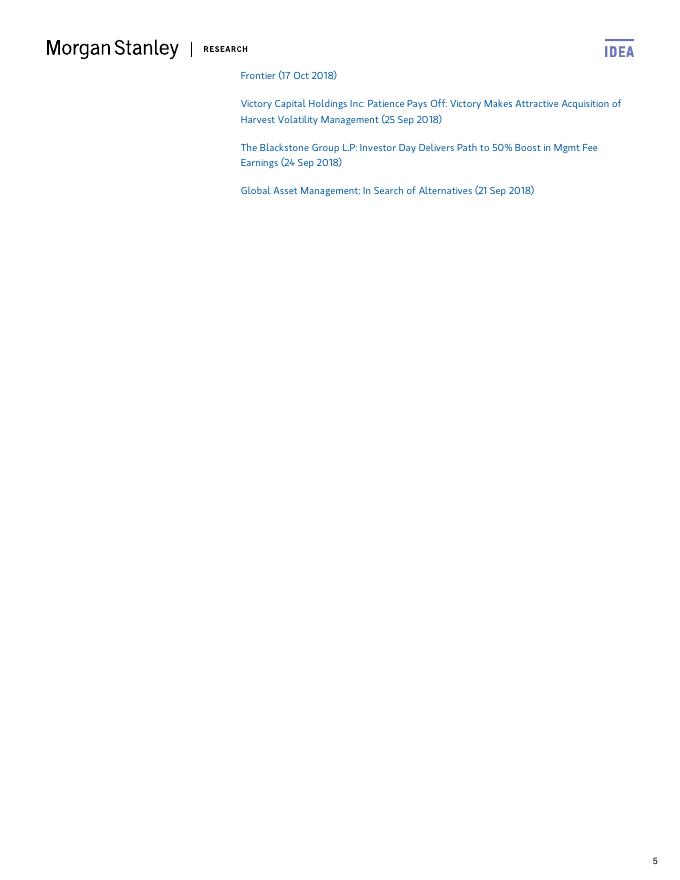 Morgan Stanley | RESEARCH
IDEA
Frontier (17 Oct 2018)
Victory Capital Holdings Inc: Patience Pays Off: Victory Makes Attractive Acquisition of
Harvest Volatility Management (25 Sep 2018)
The Blackstone Group L.P: Investor Day Delivers Path to 50% Boost in Mgmt Fee
Earnings (24 Sep 2018)
Global Asset Management: In Search of Alternatives (21 Sep 2018)
5